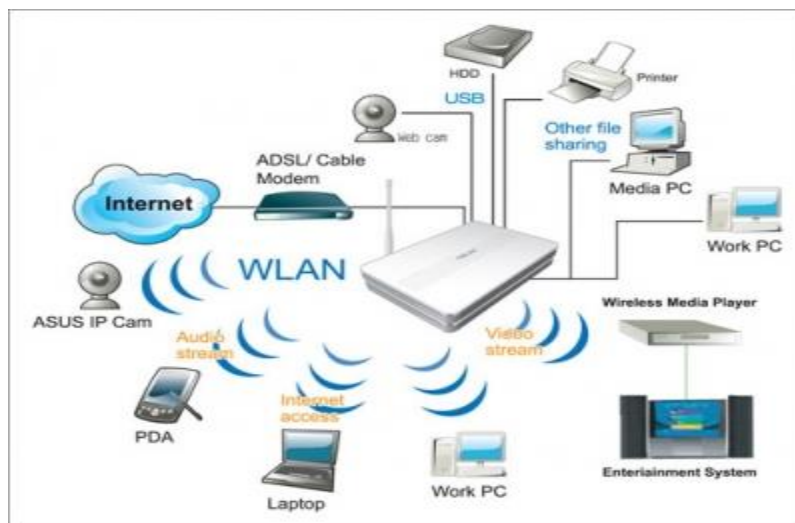 HDD
Printer
USB
Web cam
Other file
sharing
ADSL/ Cable
Modem
Media PC
Internet
Work PC
WLAN
ASUS IP Cam
Wireless Media Player
Audio
stream
Video
stream
PDA
Internet
access
Laptop
Work PC
Enteriainment System